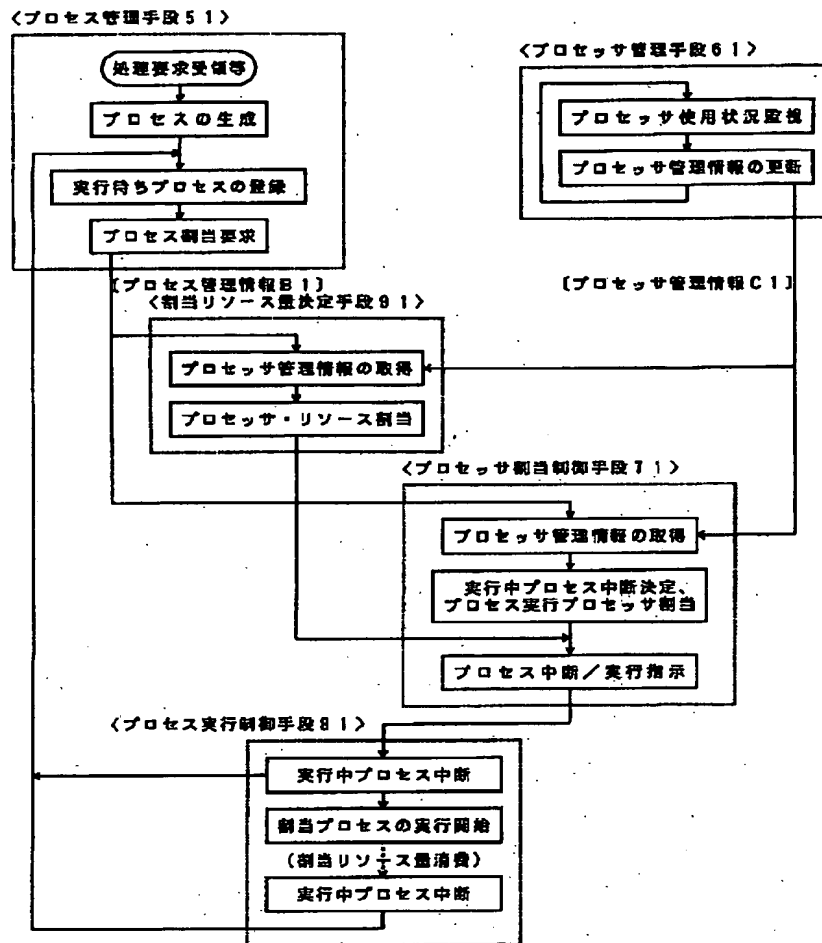 〈プロセス管理手段５１〉
処理要求受領等
プロセスの生成
実行待ちプロセスの登録
プロセス割当要求
〈プロセッサ管理手段６１〉
プロセッサ使用状況監視
プロセッサ管理情報の更新
〔プロセス管理情報Ｂ１〕
〔プロセッサ管理情報Ｃ１〕
〈割当リソース量決定手段９１〉
プロセッサ管理情報の取得
プロセッサ・リソース割当
〈プロセッサ割当制御手段７１〉
プロセッサ管理情報の取得
実行中プロセス中断決定、
プロセス実行プロセッサ割当
プロセス中断／実行指示
〈プロセス実行制御手段８１〉
実行中プロセス中断
割当プロセスの実行開始
（割当リソース量消費）
実行中プロセス中断